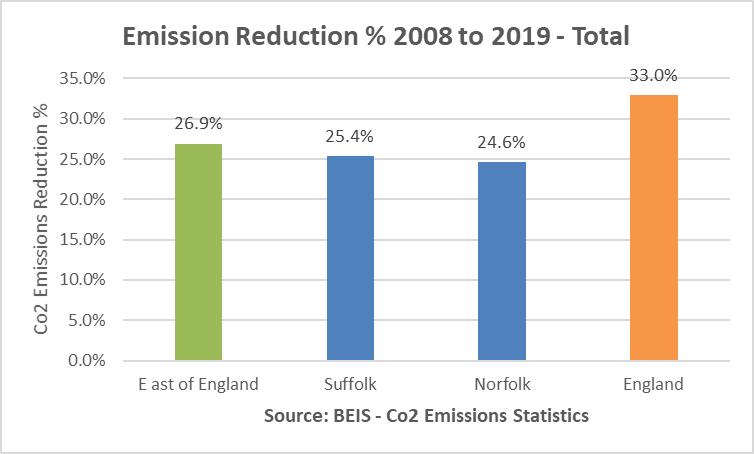 Emission Reduction % 2008 to 2019 - Total
Co2 Emissions Reduction %
35.0%
30.0%
25.0%
20.0%
15.0%
10.0%
5.0%
0.0%
26.9%
25.4%
24.6%
33.0%
E ast of England
Suffolk
Norfolk
England
Source: BEIS - Co2 Emissions Statistics